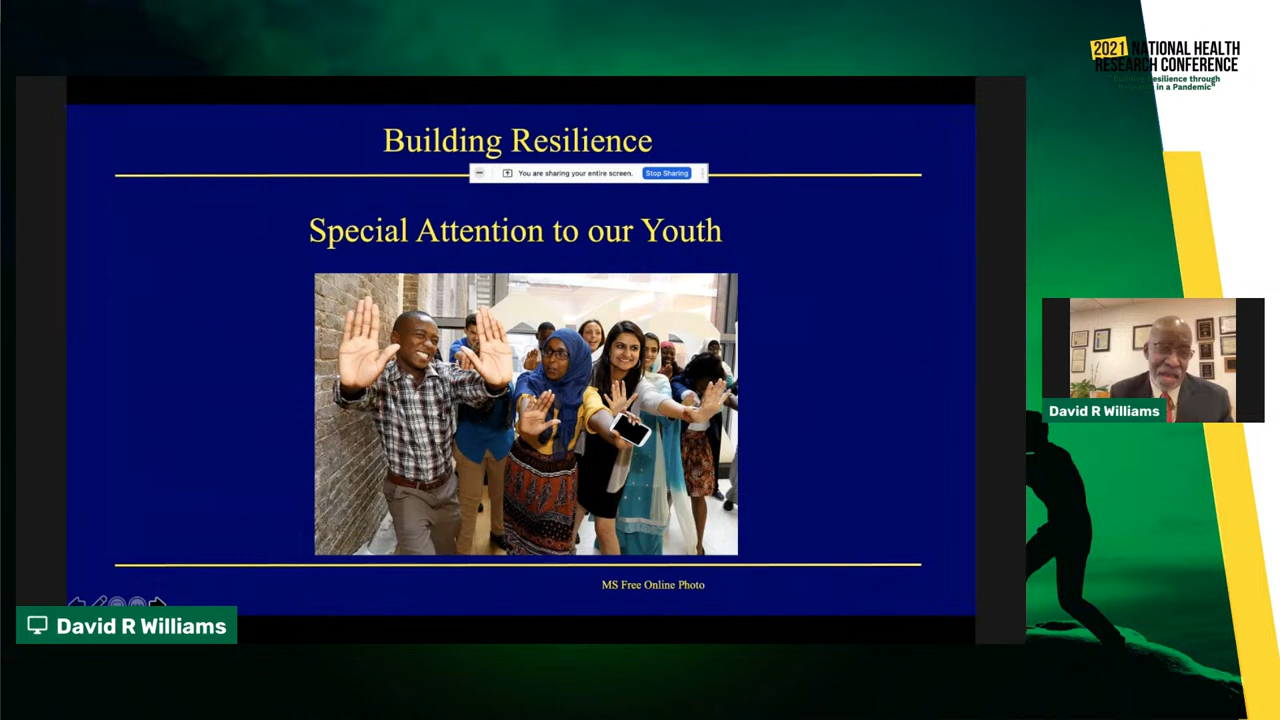 2021 NATIONAL HEALTH
RESEARCH CONFERENCE
Resilience through
in a Pandemic"
Building Resilience
You are sharing your entire screen. Stop Sharing
Special Attention to our Youth
MS Free Online Photo
David R Williams
David R Williams